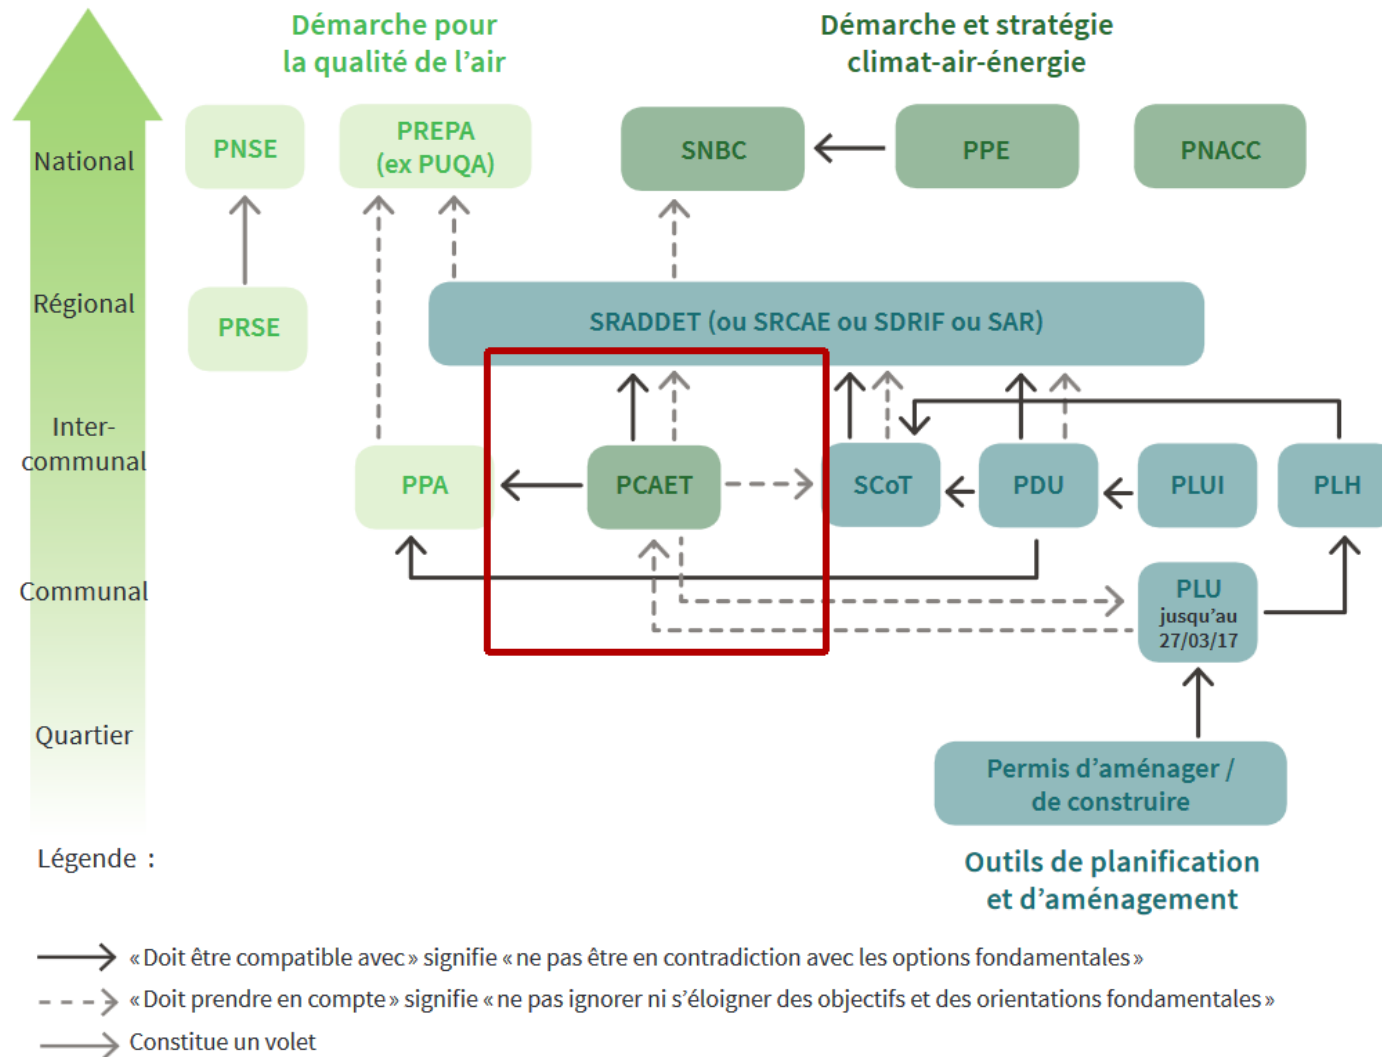 Démarche pour
la qualité de l’air
Démarche et stratégie
climat-air-énergie
National
PNSE
PREPA
(ex PUQA)
SNBC
PPE
PNACC
Régional
PRSE
SRADDET (ou SRCAE ou SDRIF ou SAR)
Inter-
communal
PPA
PCAET
SCoT
PDU
PLUI
PLH
Communal
PLU
jusqu’au
27/03/17
Quartier
Permis d’aménager /
de construire
Légende :
Outils de planification
et d’aménagement
« Doit être compatible avec » signifie « ne pas être en contradiction avec les options fondamentales »
« Doit prendre en compte » signifie « ne pas ignorer ni s’éloigner des objectifs et des orientations fondamentales »
Constitue un volet